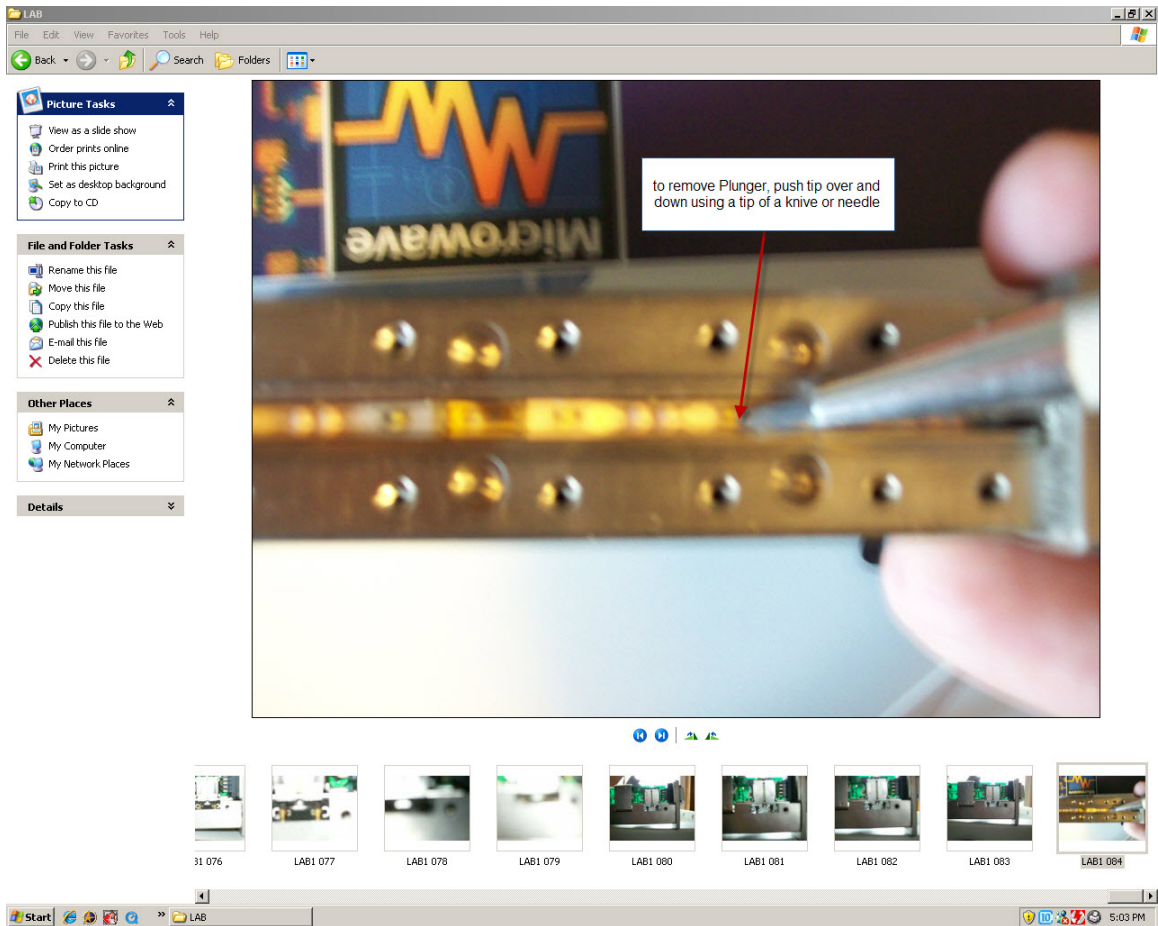 LAB
File Edit View Favorites Tools Help
Back Search Folders
Picture Tasks
View as a slide show
Order prints online
Print this picture
Set as desktop background
Copy to CD
File and Folder Tasks
Rename this file
Move this file
Copy this file
Publish this file to the Web
E-mail this file
Delete this file
Other Places
My Pictures
My Computer
My Network Places
Details
Microwave
to remove Plunger, push tip over and
down using a tip of a knive or needle
31 076 LAB1 077 LAB1 078 LAB1 079 LAB1 080 LAB1 081 LAB1 082 LAB1 083 LAB1 084
Start » LAB 10 5:03 PM